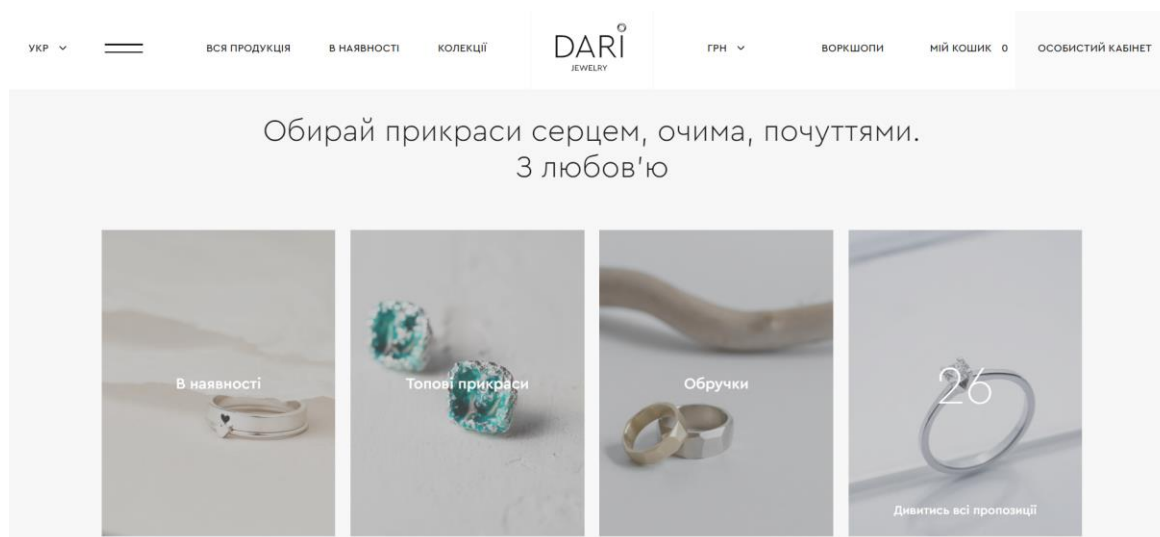 УКР
ВСЯ ПРОДУКЦІЯ
В НАЯВНОСТІ
КОЛЕКЦІЇ
DARI
JEWELRY
ГРН
ВОРКШОПИ
МІЙ КОШИК 0
ОСОБИСТИЙ КАБІНЕТ
Обирай прикраси серцем, очима, почуттями.
З любов'ю
В наявності
Топові прикраси
Обручки
26
Дивитись всі пропозиції